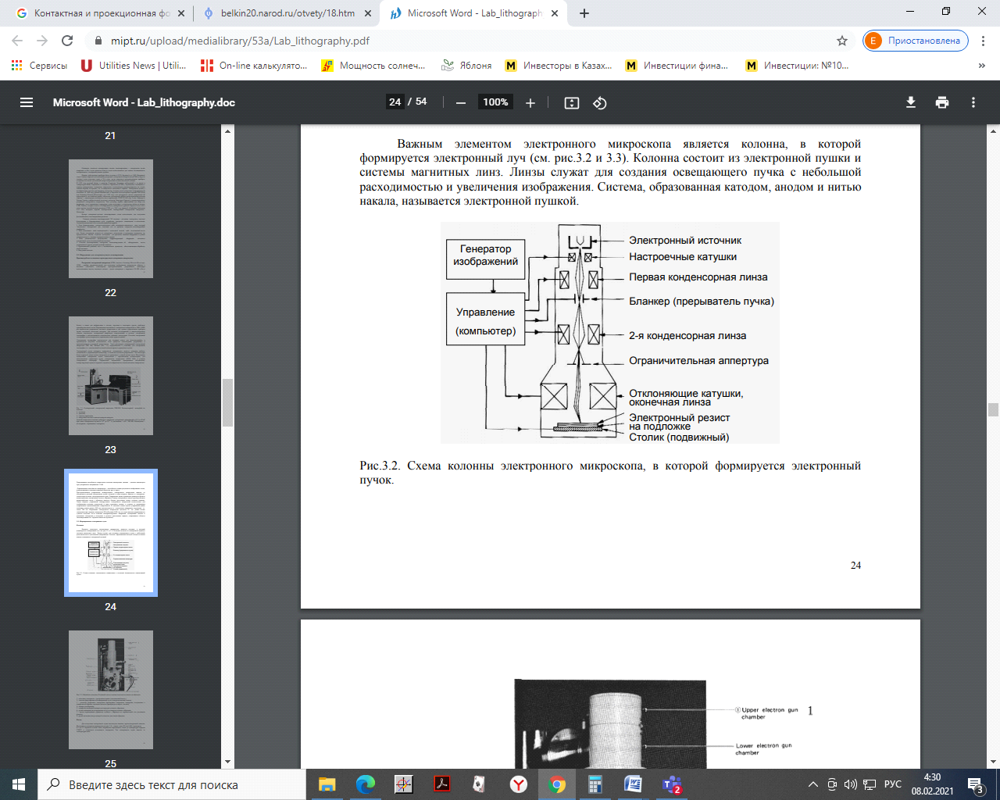 Контактная и проекционная фо
belkin20.narod.ru/otvety/18.htm
Microsoft Word - Lab_lithograph
mipt.ru/upload/medialibrary/53a/Lab_lithography.pdf
E
Приостановлена
Сервисы
Utilities News | Utili...
On-line калькулято...
Мощность солнеч...
Яблоня
Инвесторы в Казах...
Инвестиции фина...
Инвестиции: №10...
»
Microsoft Word - Lab_lithography.doc
24 / 54
100%
21
22
23
24
25
Важным элементом электронного микроскопа является колонна, в которой
формируется электронный луч (см. рис.3.2 и 3.3). Колонна состоит из электронной пушки и
системы магнитных линз. Линзы служат для создания освещающего пучка с небольшой
расходимостью и увеличения изображения. Система, образованная катодом, анодом и нитью
накала, называется электронной пушкой.
Генератор
изображений
Управление
(компьютер)
Электронный источник
Настроечные катушки
Первая конденсорная линза
Бланкер (прерыватель пучка)
2-я конденсорная линза
Ограничительная аппертура
Отклоняющие катушки,
оконечная линза
Электронный резист
на подложке
Столик (подвижный)
Рис.3.2. Схема колонны электронного микроскопа, в которой формируется электронный
пучок.
24
① Upper electron gun
chamber
1
Lower electron gun
chamber
Введите здесь текст для поиска
2
РУС
4:30
08.02.2021
3